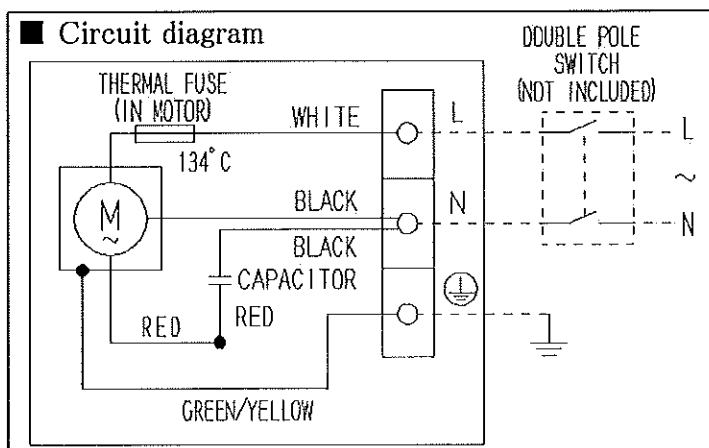 ■ Circuit diagram
DOUBLE POLE
SWITCH
(NOT INCLUDED)
THERMAL FUSE
(IN MOTOR)
134°C
WHITE
L
L
~
M
~
BLACK
N
N
BLACK
CAPACITOR
RED
RED
GREEN/YELLOW